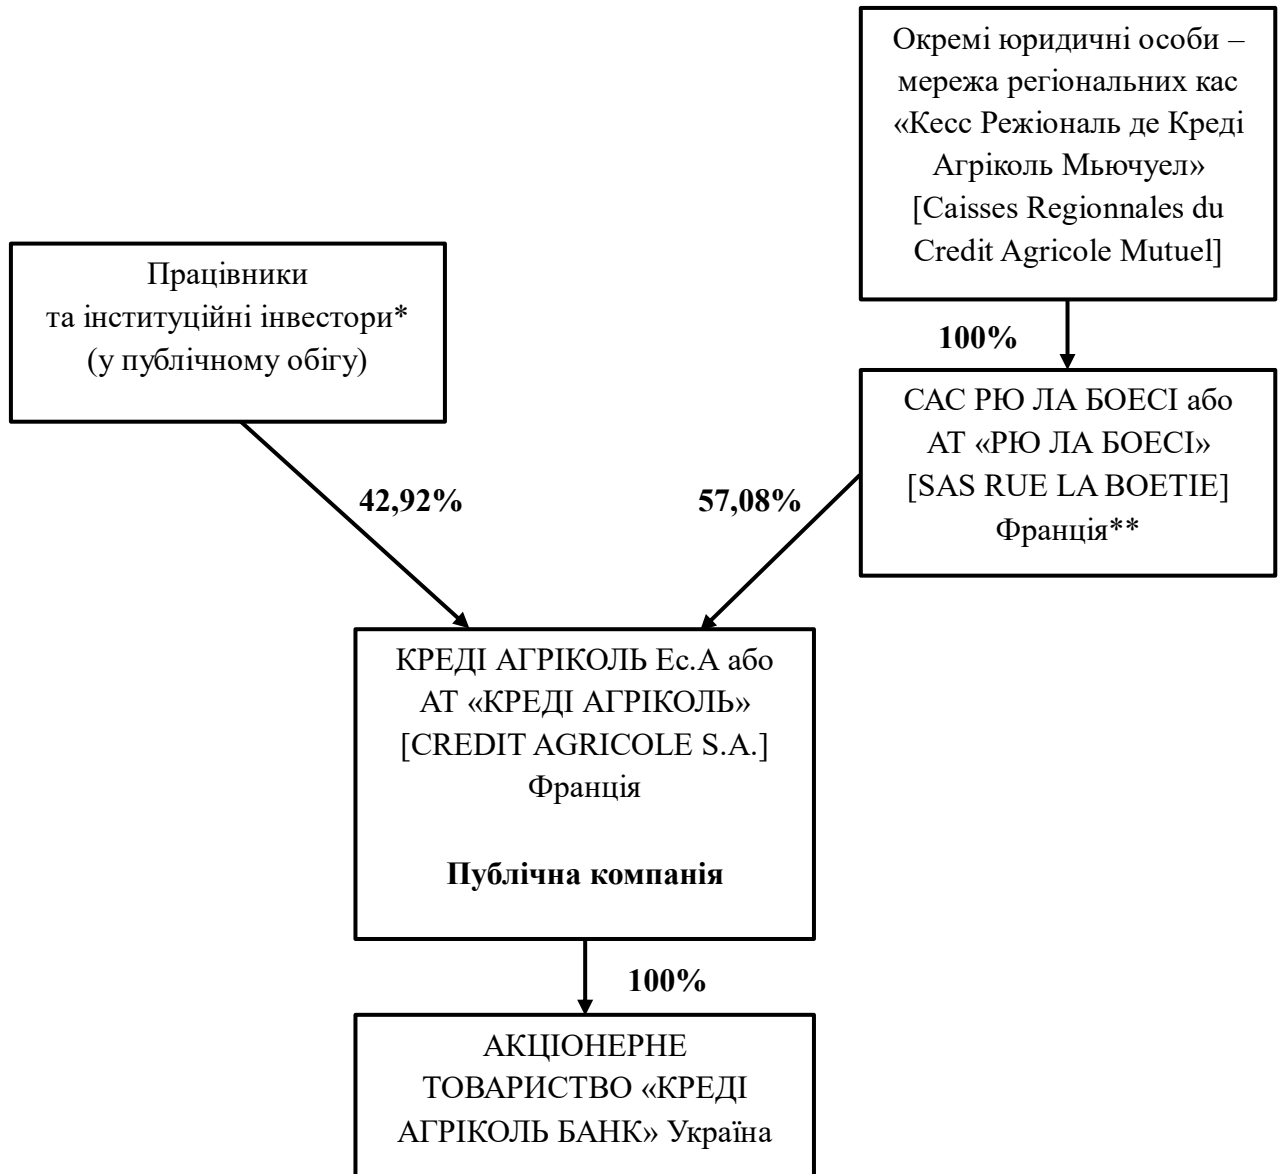 Окремі юридичні особи –
мережа регіональних кас
«Кесс Режіональ де Креді
Агріколь Мьючуел»
[Caisses Regionnales du
Credit Agricole Mutuel]
Працівники
та інституційні інвестори*
(у публічному обігу)
100%
САС РЮ ЛА БОЕСІ або
АТ «РЮ ЛА БОЕСІ»
[SAS RUE LA BOETIE]
Франція**
42,92%
57,08%
КРЕДІ АГРІКОЛЬ Ес.А або
АТ «КРЕДІ АГРІКОЛЬ»
[CREDIT AGRICOLE S.A.]
Франція
Публічна компанія
100%
АКЦІОНЕРНЕ
ТОВАРИСТВО «КРЕДІ
АГРІКОЛЬ БАНК» Україна